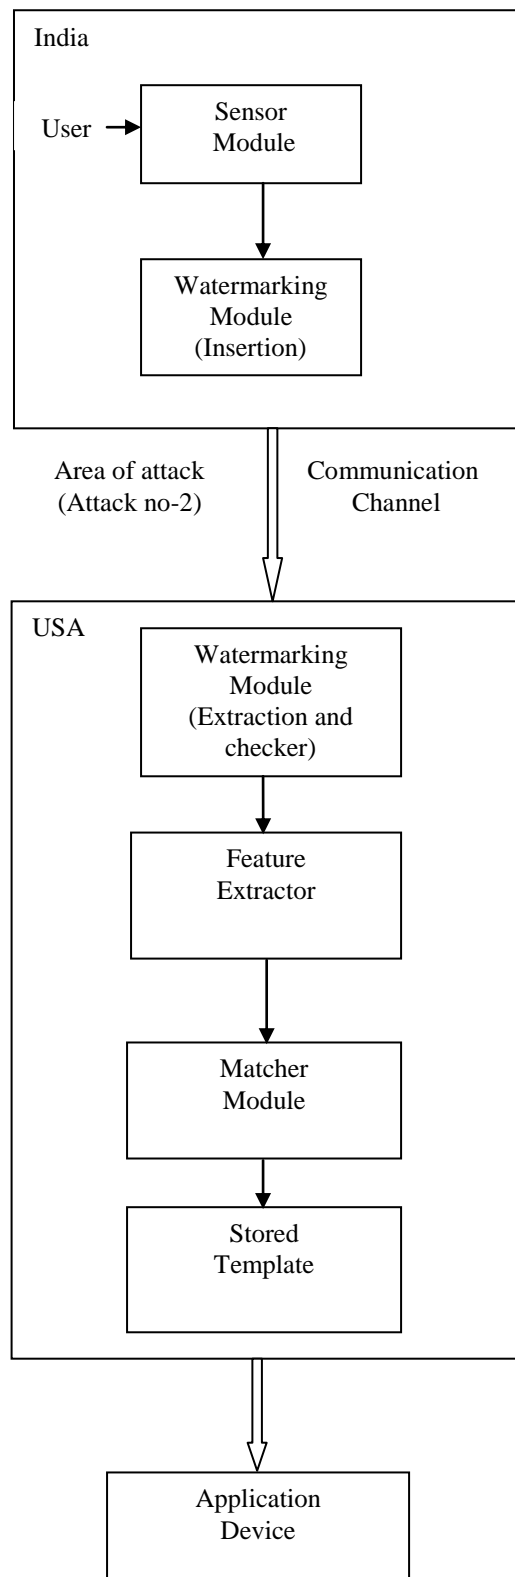 India
User
Sensor
Module
Watermarking
Module
(Insertion)
Area of attack
(Attack no-2)
Communication
Channel
USA
Watermarking
Module
(Extraction and
checker)
Feature
Extractor
Matcher
Module
Stored
Template
Application
Device